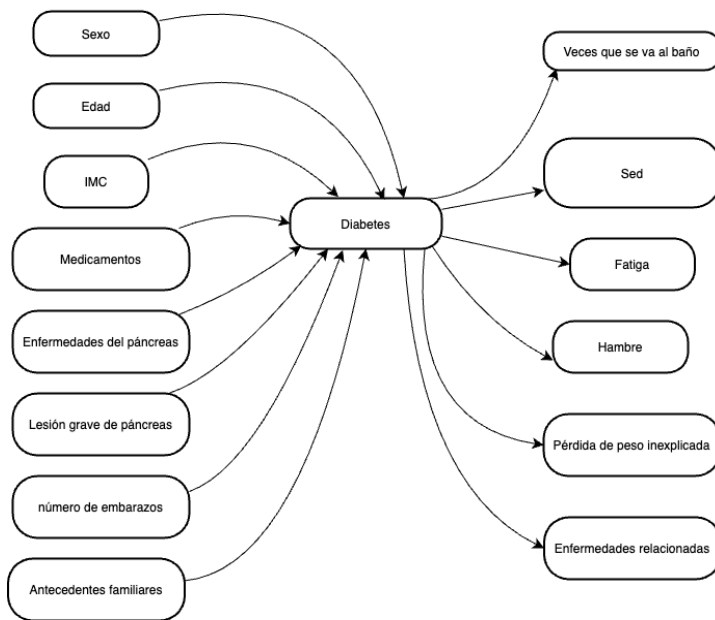 Sexo
Edad
IMC
Medicamentos
Enfermedades del páncreas
Lesión grave de páncreas
número de embarazos
Antecedentes familiares
Diabetes
Veces que se va al baño
Sed
Fatiga
Hambre
Pérdida de peso inexplicada
Enfermedades relacionadas